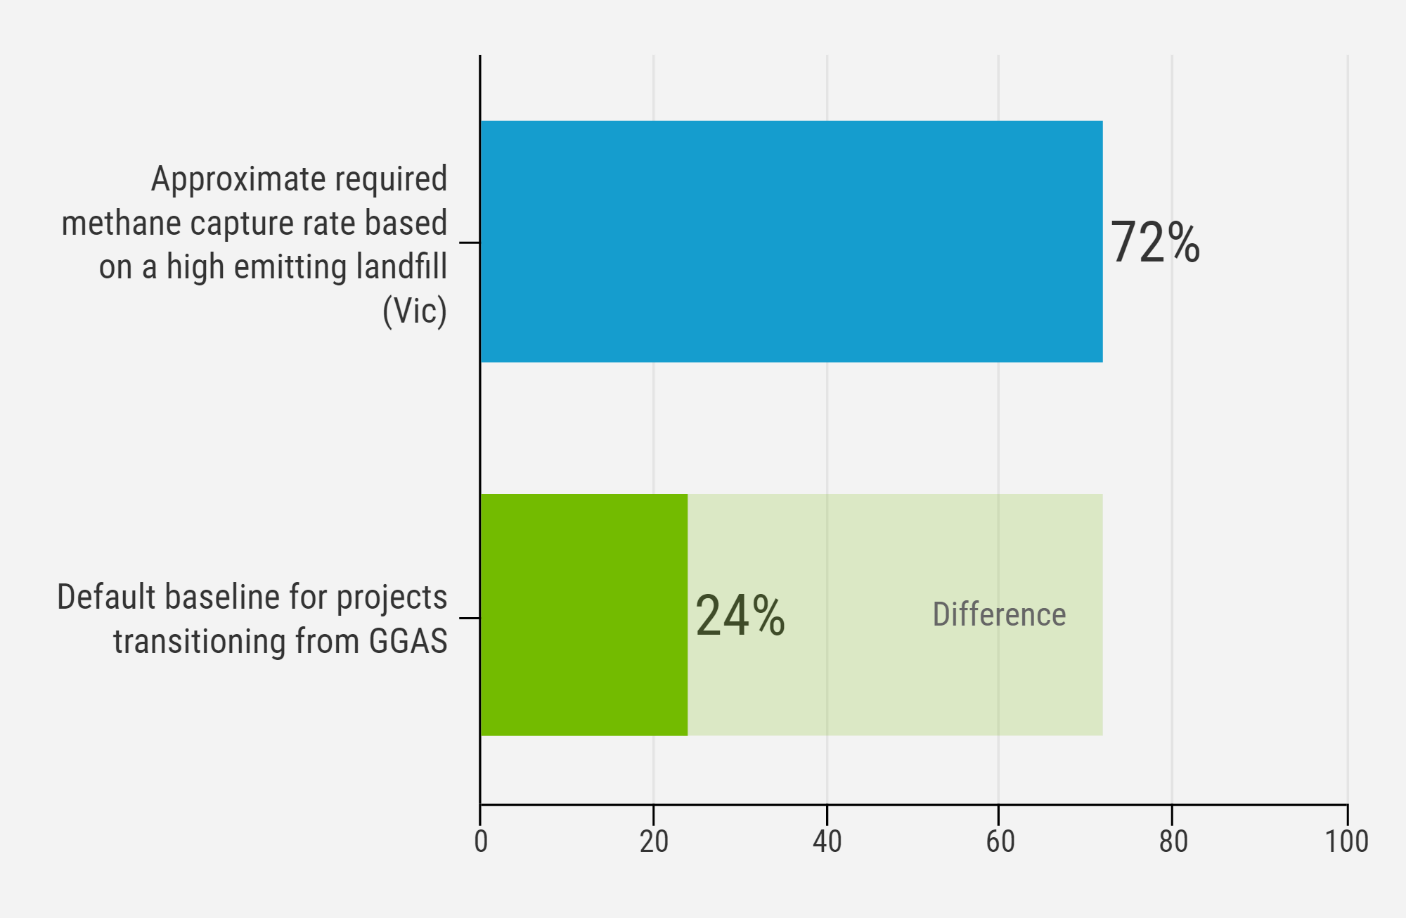 Approximate required
methane capture rate based
on a high emitting landfill
(Vic)
72%
Default baseline for projects
transitioning from GGAS
24%
Difference
0 20 40 60 80 100